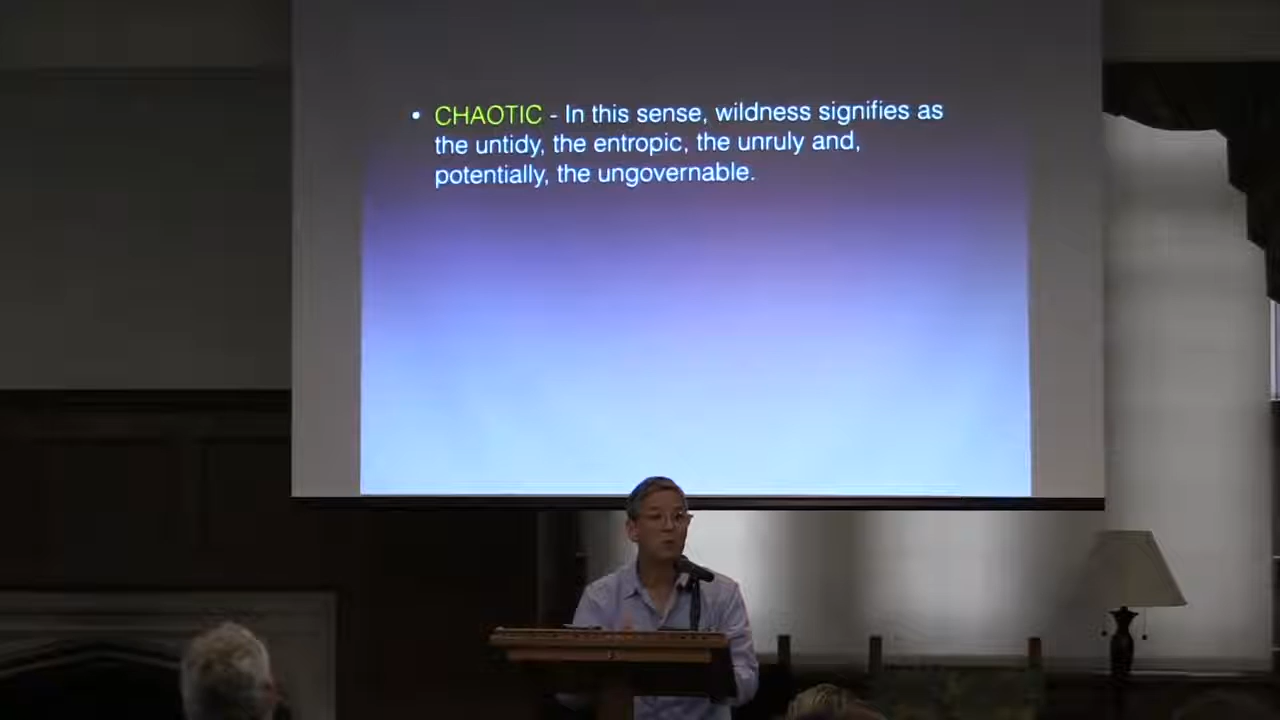 • CHAOTIC - In this sense, wildness signifies as
the untidy, the entropic, the unruly and,
potentially, the ungovernable.